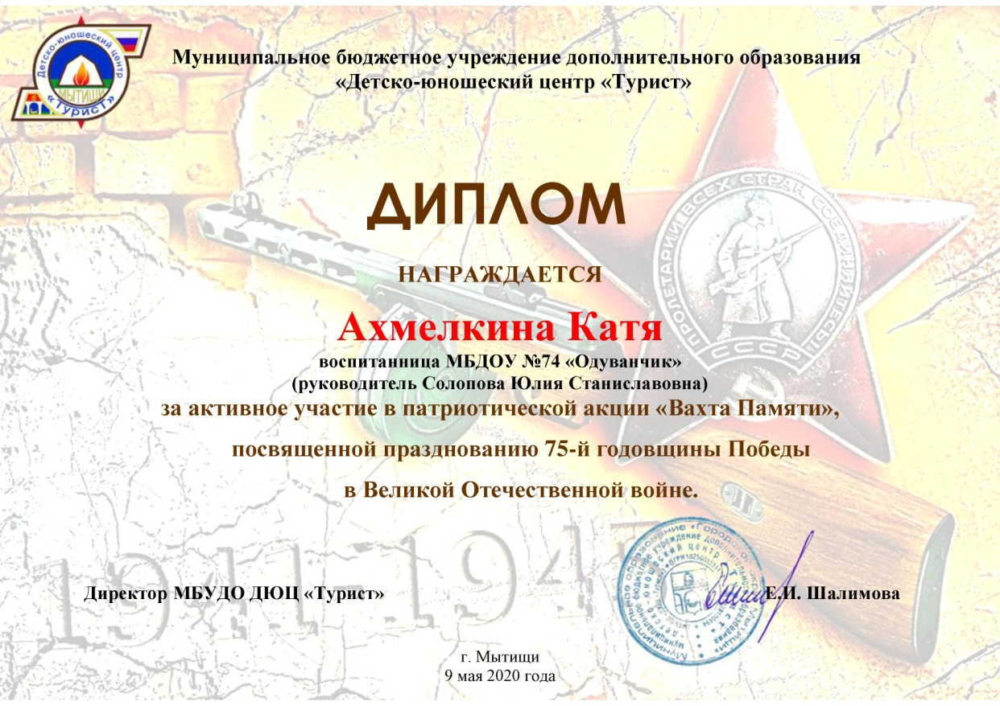 Детско-юношеский центр
МЫТИЩИ
«Турист»
Муниципальное бюджетное учреждение дополнительного образования
«Детско-юношеский центр «Турист»
ДИПЛОМ
ПРОЛЕТАРИИ ВСЕХ СТРАН СОЕДИНЯЙТЕСЬ!
СССР
НАГРАЖДАЕТСЯ
Ахмелкина Катя
воспитанница МБДОУ №74 «Одуванчик»
(руководитель Солопова Юлия Станиславовна)
за активное участие в патриотической акции «Вахта Памяти»,
посвященной празднованию 75-й годовщины Победы
в Великой Отечественной войне.
1941-1945
Директор МБУДО ДЮЦ «Турист»
Е.И. Шалимова
г. Мытищи
9 мая 2020 года